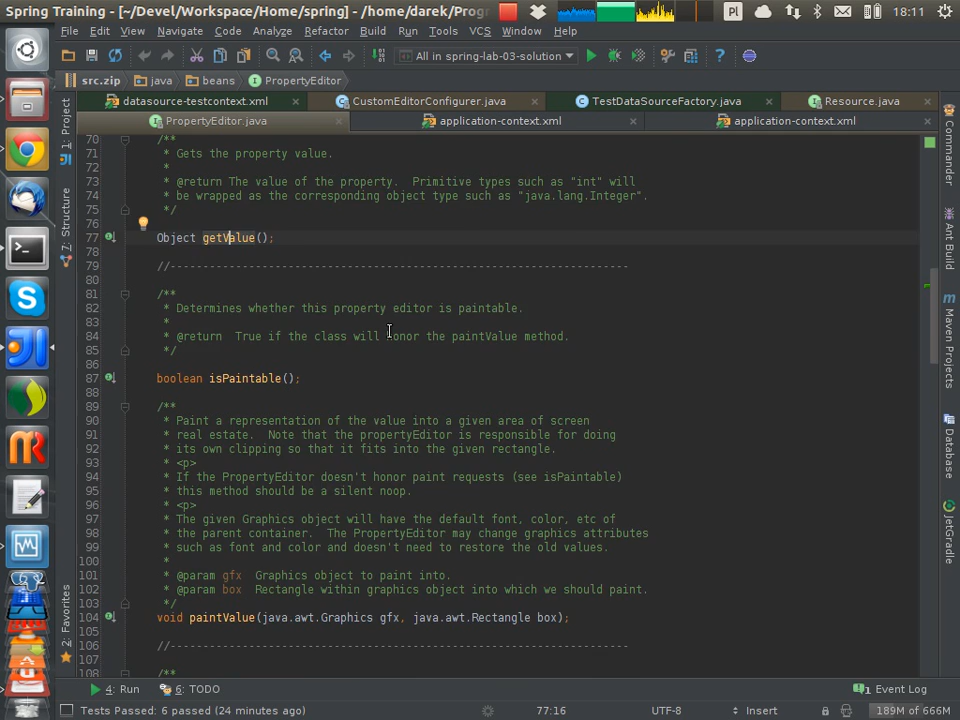 Spring Training - [~/Devel/Workspace/Home/spring] - /home/darek/Progr
Pl
18:11
File Edit View Navigate Code Analyze Refactor Build Run Tools VCS Window Help
All in spring-lab-03-solution
src.zip java beans PropertyEditor
datasource-testcontext.xml CustomEditorConfigurer.java TestDataSourceFactory.java Resource.java
PropertyEditor.java application-context.xml application-context.xml
1: Project
7: Structure
2: Favorites
Commander
Ant Build
Maven Projects
Database
JetGradle
70 /**
71 * Gets the property value.
72 *
73 * @return The value of the property. Primitive types such as "int" will
74 * be wrapped as the corresponding object type such as "java.lang.Integer".
75 */
76
77 Object getValue();
78
79 //----------------------------------------------------------------------
80
81 /**
82 * Determines whether this property editor is paintable.
83 *
84 * @return True if the class will honor the paintValue method.
85 */
86
87 boolean isPaintable();
88
89 /**
90 * Paint a representation of the value into a given area of screen
91 * real estate. Note that the propertyEditor is responsible for doing
92 * its own clipping so that it fits into the given rectangle.
93 * <p>
94 * If the PropertyEditor doesn't honor paint requests (see isPaintable)
95 * this method should be a silent noop.
96 * <p>
97 * The given Graphics object will have the default font, color, etc of
98 * the parent container. The PropertyEditor may change graphics attributes
99 * such as font and color and doesn't need to restore the old values.
100 *
101 * @param gfx Graphics object to paint into.
102 * @param box Rectangle within graphics object into which we should paint.
103 */
104 void paintValue(java.awt.Graphics gfx, java.awt.Rectangle box);
105
106 //----------------------------------------------------------------------
107
108 /**
4: Run 6: TODO 1 Event Log
Tests Passed: 6 passed (24 minutes ago) 77:16 UTF-8 Insert 189M of 666M